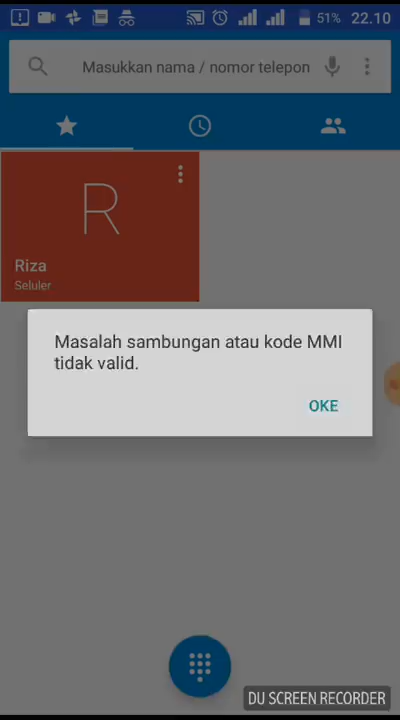 51% 22.10
Masukkan nama / nomor telepon
R
Riza
Seluler
Masalah sambungan atau kode MMI
tidak valid.
OKE
DU SCREEN RECORDER